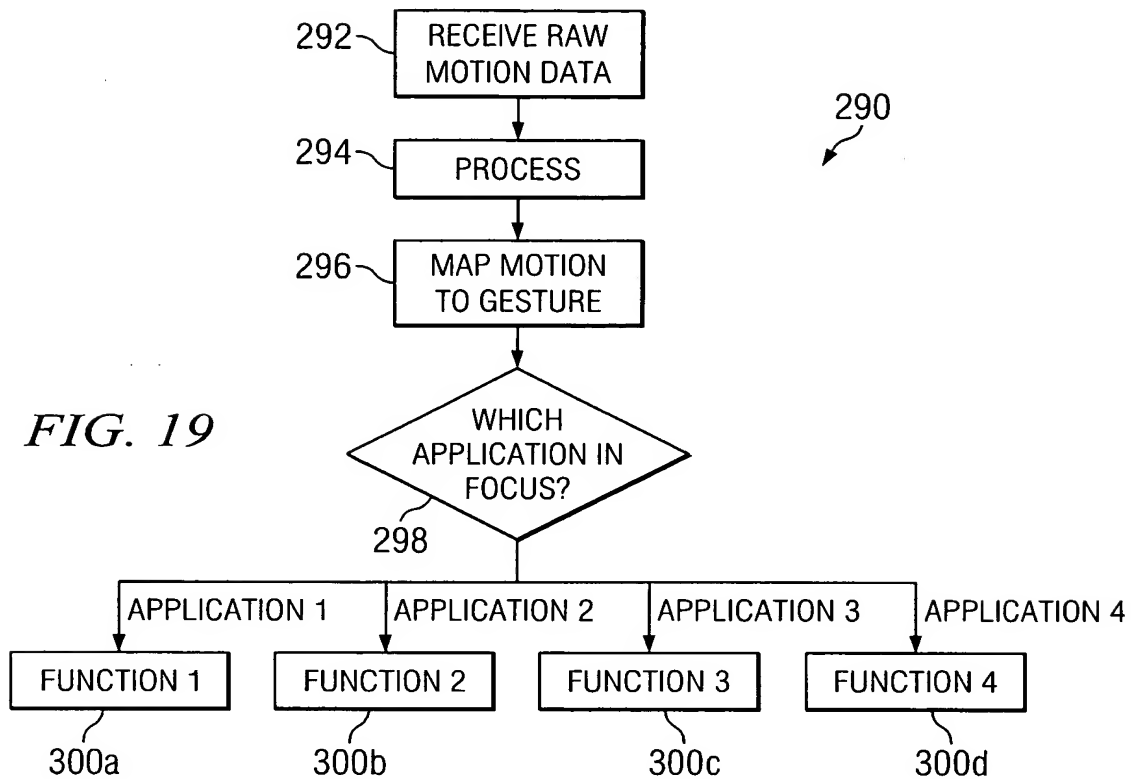 292
RECEIVE RAW
MOTION DATA
290
294
PROCESS
296
MAP MOTION
TO GESTURE
FIG. 19
WHICH
APPLICATION IN
FOCUS?
298
APPLICATION 1
APPLICATION 2
APPLICATION 3
APPLICATION 4
FUNCTION 1
FUNCTION 2
FUNCTION 3
FUNCTION 4
300a
300b
300c
300d